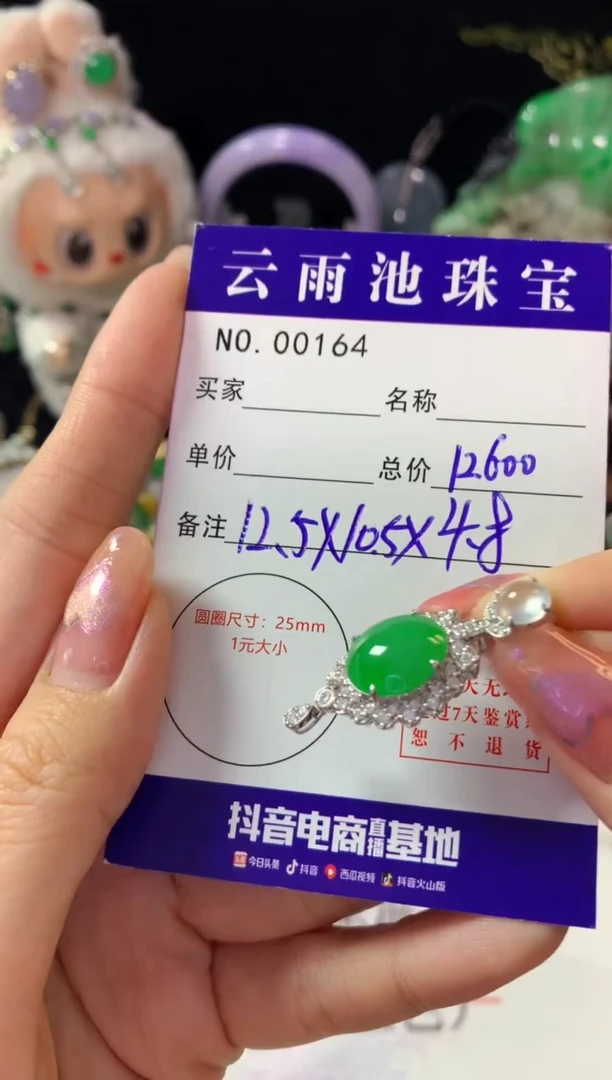 云雨池珠宝
NO. 00164
买家 名称
单价 总价 12600
备注 12.5X10.5X4.8
圆圈尺寸：25mm
1元大小
天无
过7天鉴赏
恕不退货
抖音电商直播基地
今日头条 抖音 西瓜视频 抖音火山版